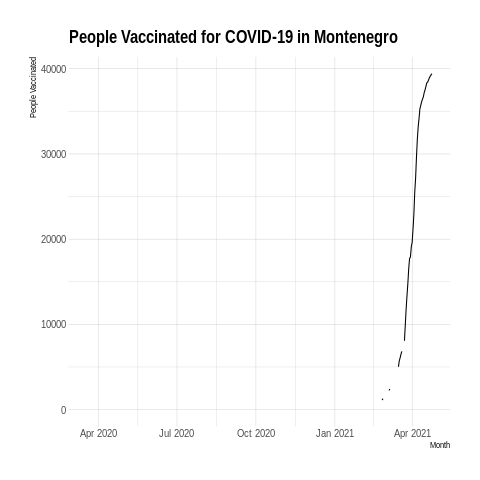 People Vaccinated for COVID-19 in Montenegro
People Vaccinated
40000
30000
20000
10000
0
Apr 2020
Jul 2020
Oct 2020
Jan 2021
Apr 2021
Month